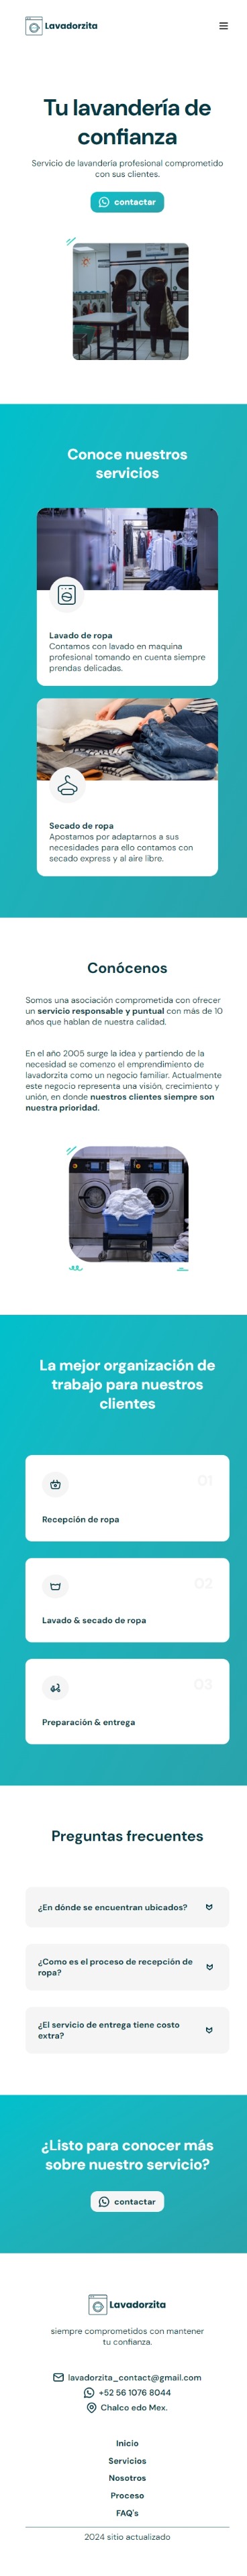 Lavadorzita
Tu lavandería de
confianza
Servicio de lavandería profesional comprometido
con sus clientes.
contactar
Conoce nuestros
servicios
Lavado de ropa
Contamos con lavado en maquina
profesional tomando en cuenta siempre
prendas delicadas.
Secado de ropa
Apostamos por adaptarnos a sus
necesidades para ello contamos con
secado express y al aire libre.
Conócenos
Somos una asociación comprometida con ofrecer
un servicio responsable y puntual con más de 10
años que hablan de nuestra calidad.
En el año 2005 surge la idea y partiendo de la
necesidad se comenzo el emprendimiento de
lavadorzita como un negocio familiar. Actualmente
este negocio representa una visión, crecimiento y
unión, en donde nuestros clientes siempre son
nuestra prioridad.
La mejor organización de
trabajo para nuestros
clientes
01
Recepción de ropa
02
Lavado & secado de ropa
03
Preparación & entrega
Preguntas frecuentes
¿En dónde se encuentran ubicados?
¿Como es el proceso de recepción de
ropa?
¿El servicio de entrega tiene costo
extra?
¿Listo para conocer más
sobre nuestro servicio?
contactar
Lavadorzita
siempre comprometidos con mantener
tu confianza.
lavadorzita_contact@gmail.com
+52 56 1076 8044
Chalco edo Mex.
Inicio
Servicios
Nosotros
Proceso
FAQ's
2024 sitio actualizado